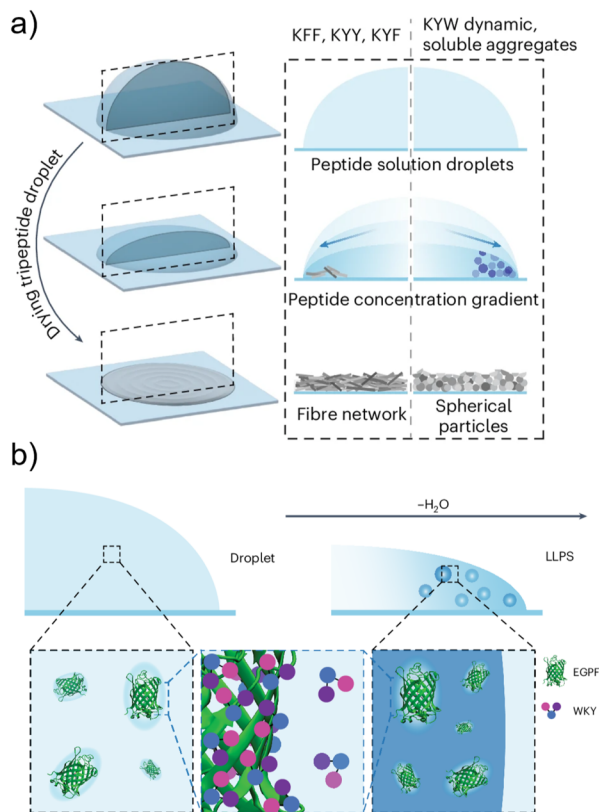 a)
KFF, KYY, KYF
KYW dynamic,
soluble aggregates
Drying tripeptide droplet
Peptide solution droplets
Peptide concentration gradient
Fibre network
Spherical
particles
b)
–H₂O
Droplet
LLPS
EGPF
WKY